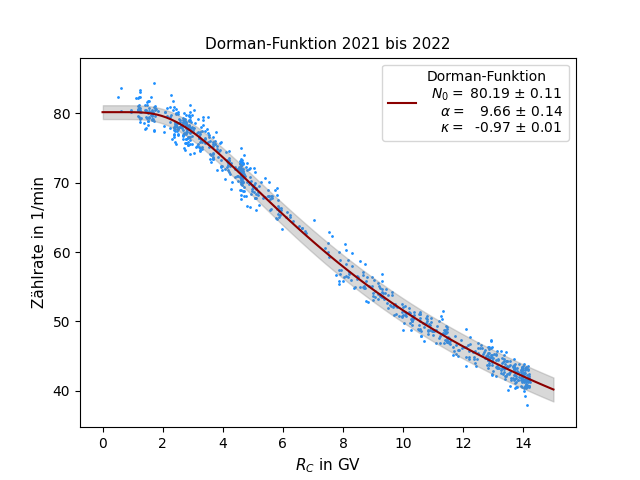 Dorman-Funktion 2021 bis 2022
Dorman-Funktion
N₀ = 80.19 ± 0.11
α = 9.66 ± 0.14
κ = -0.97 ± 0.01
Zählrate in 1/min
80
70
60
50
40
0 2 4 6 8 10 12 14
R_C in GV